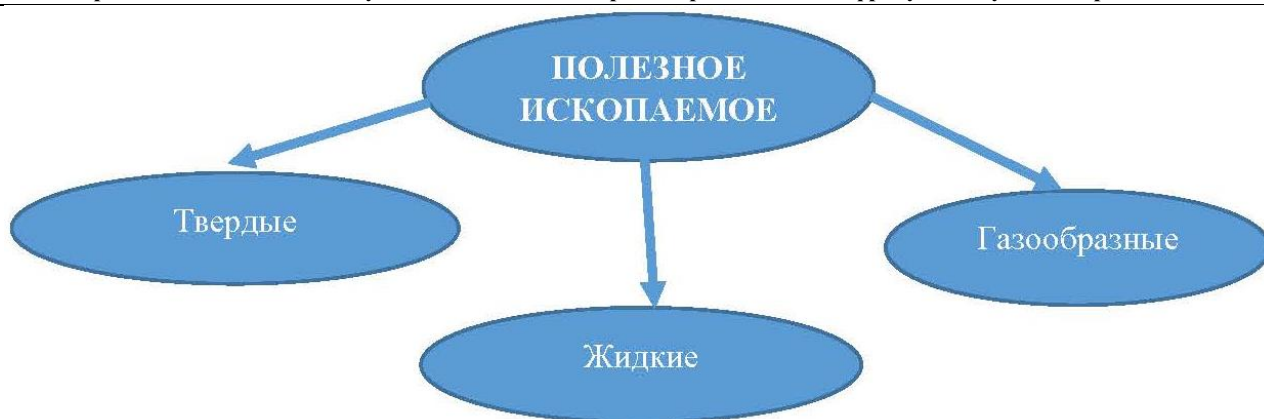 ПОЛЕЗНОЕ
ИСКОПАЕМОЕ
Твердые
Газообразные
Жидкие